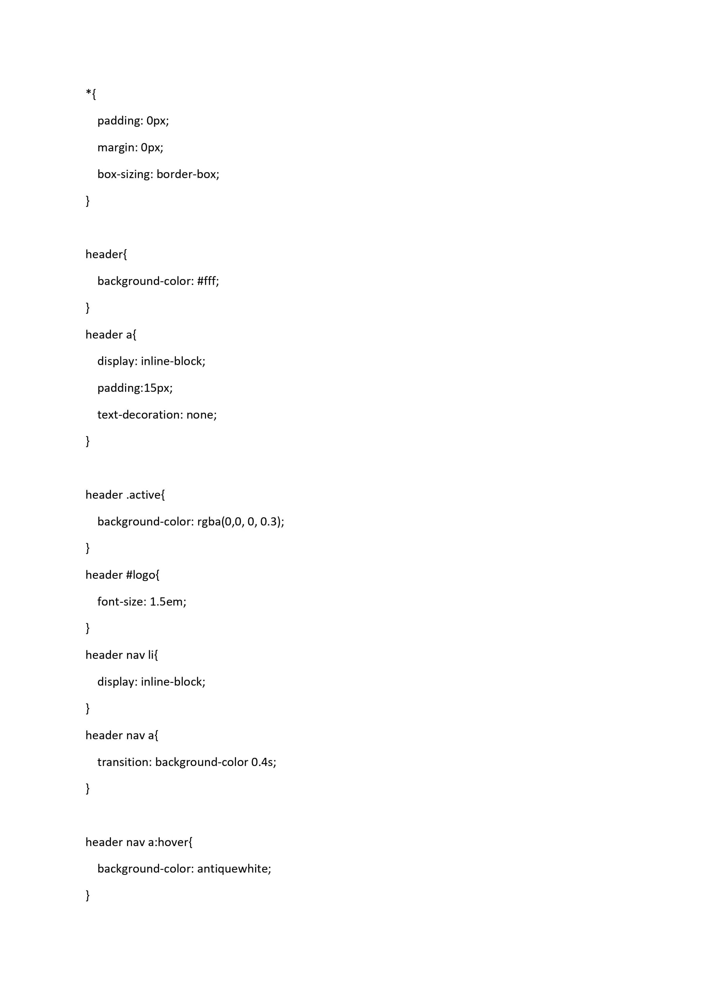 *{
padding: 0px;
margin: 0px;
box-sizing: border-box;
}
header{
background-color: #fff;
}
header a{
display: inline-block;
padding:15px;
text-decoration: none;
}
header .active{
background-color: rgba(0,0, 0, 0.3);
}
header #logo{
font-size: 1.5em;
}
header nav li{
display: inline-block;
}
header nav a{
transition: background-color 0.4s;
}
header nav a:hover{
background-color: antiquewhite;
}